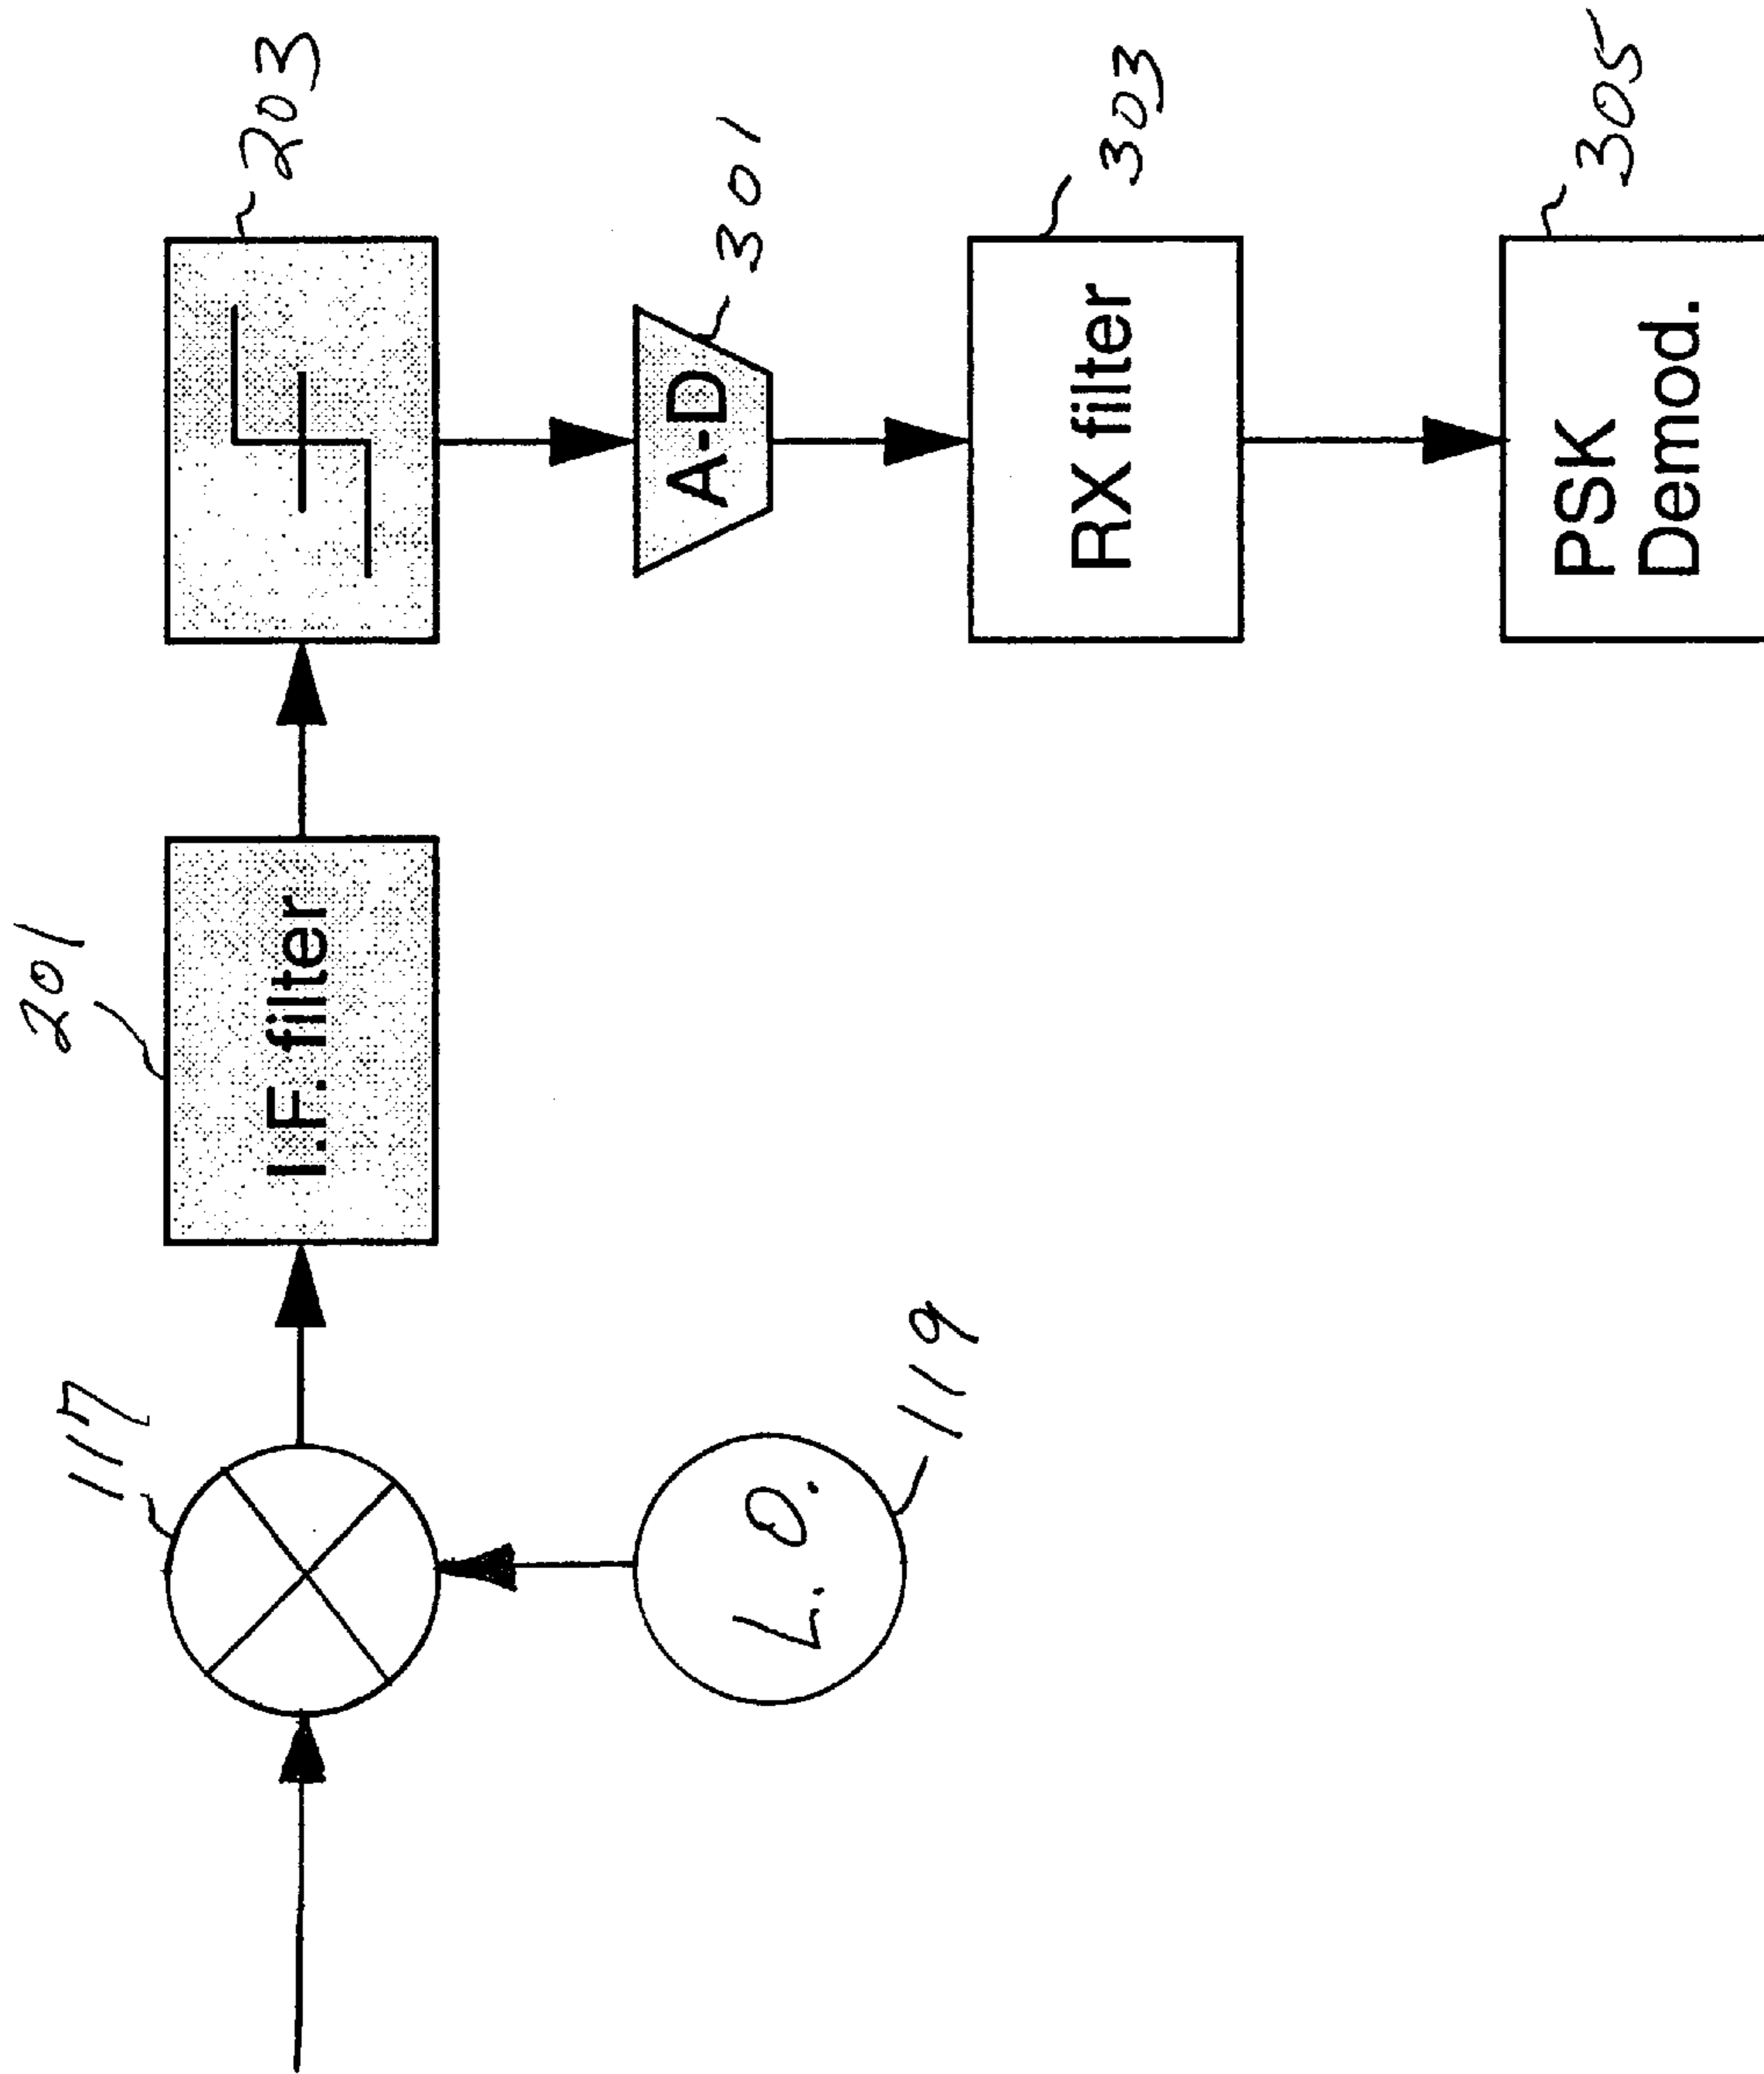 117
201
203
I.F. filter
L. O.
119
A-D
301
RX filter
303
PSK
Demod.
305